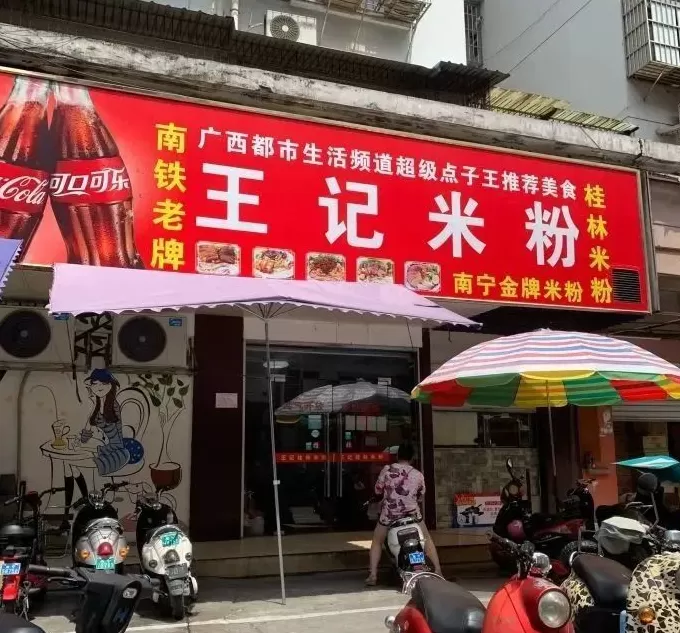 Coca-Cola
可口可乐
南铁老牌
广西都市生活频道超级点子王推荐美食
王记米粉
南宁金牌米粉
桂林米粉